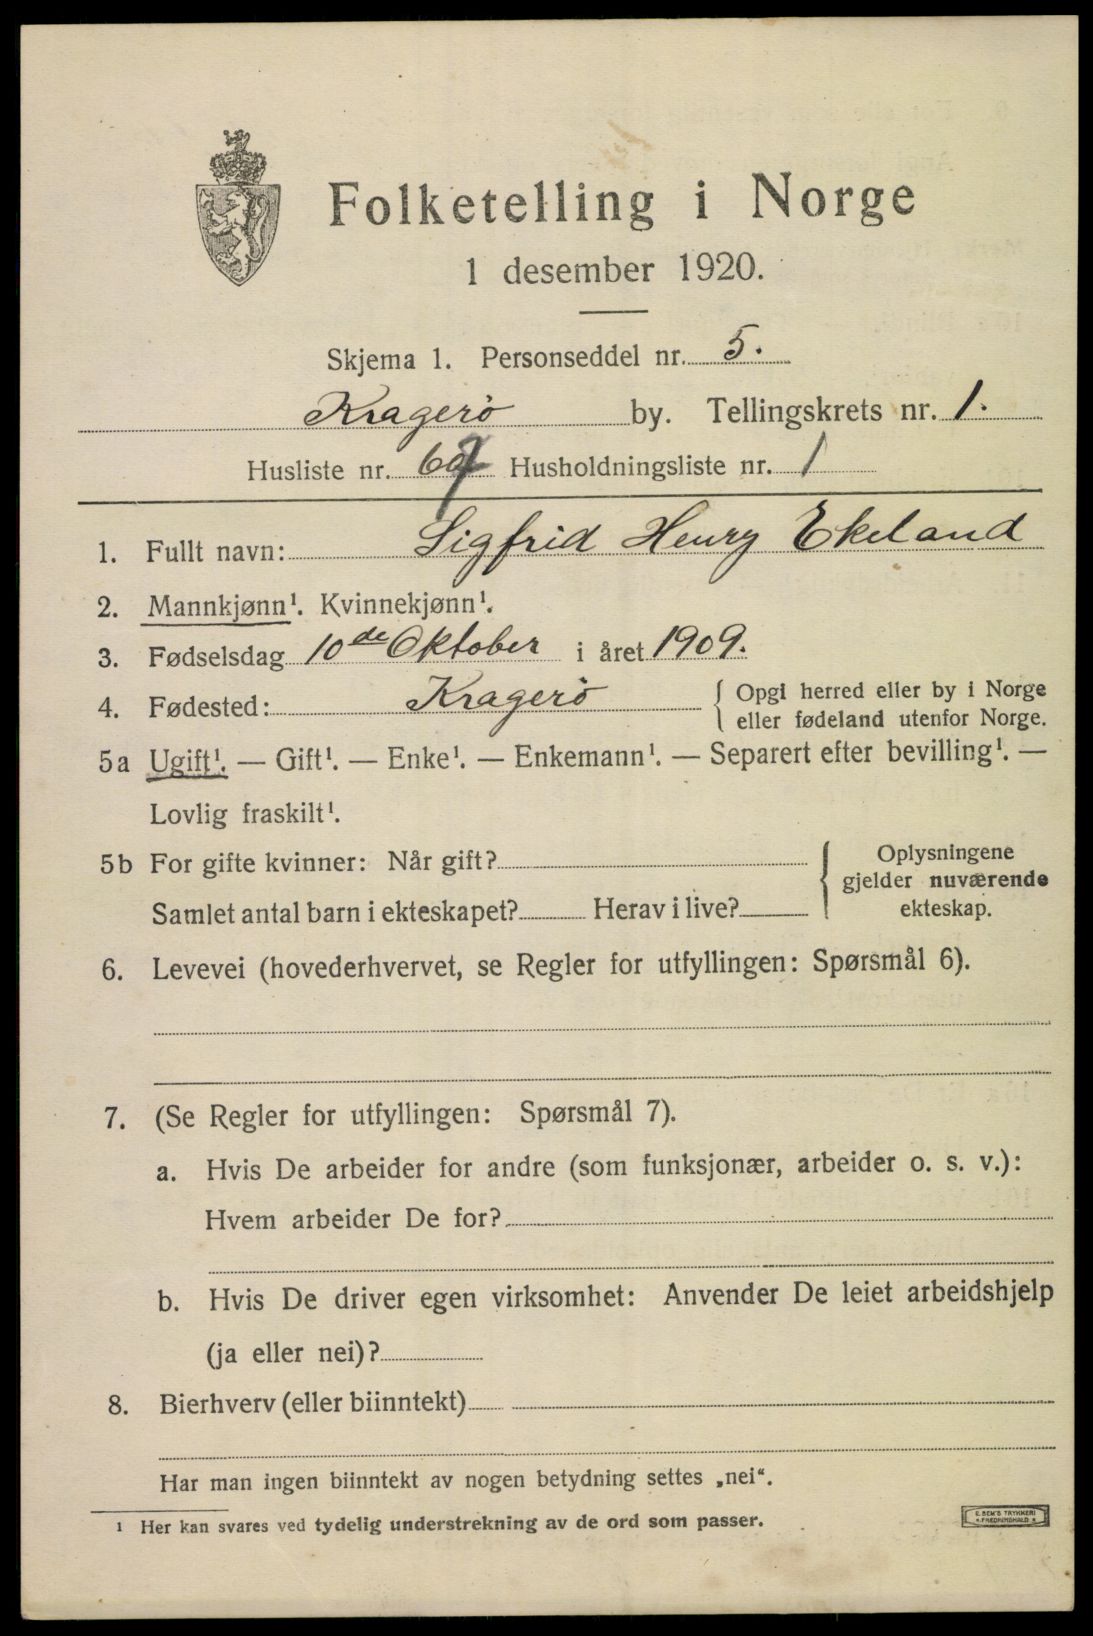 Folketelling i Norge
1 desember 1920.
Skjema 1. Personseddel nr. 5.
Kragerø by. Tellingskrets nr. 1.
Husliste nr. Husholdningsliste nr. 1
1. Fullt navn: Sigfrid Henry Ekeland
2. Mannkjønn¹. Kvinnekjønn¹.
3. Fødselsdag 10de Oktober i året 1909.
4. Fødested: Kragerø { Opgi herred eller by i Norge
eller fødeland utenfor Norge.
5a Ugift¹. — Gift¹. — Enke¹. — Enkemann¹. — Separert efter bevilling¹. —
Lovlig fraskilt¹.
5b For gifte kvinner: Når gift?
Samlet antal barn i ekteskapet? Herav i live?
{ Oplysningene
gjelder nuværende
ekteskap.
6. Levevei (hovederhvervet, se Regler for utfyllingen: Spørsmål 6).
7. (Se Regler for utfyllingen: Spørsmål 7).
a. Hvis De arbeider for andre (som funksjonær, arbeider o. s. v.):
Hvem arbeider De for?
b. Hvis De driver egen virksomhet: Anvender De leiet arbeidshjelp
(ja eller nei)?
8. Bierhverv (eller biinntekt)
Har man ingen biinntekt av nogen betydning settes „nei“.
¹ Her kan svares ved tydelig understrekning av de ord som passer.
E. SEM'S TRYKKERI
* FREDRIKSHALD *